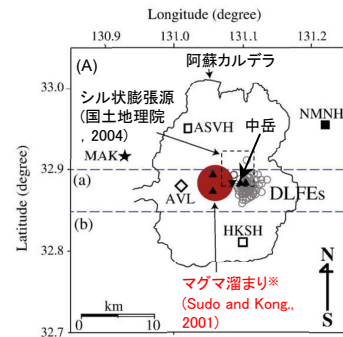 Longitude (degree)
130.9 131.0 131.1 131.2
33.0
32.9
32.8
32.7
Latitude (degree)
(A)
阿蘇カルデラ
シル状膨張源
(国土地理院
, 2004)
ASVH
中岳
NMNH
MAK
(a)
AVL
DLFEs
(b)
HKSH
マグマ溜まり※
(Sudo and Kong.,
2001)
km
0 10
N
S